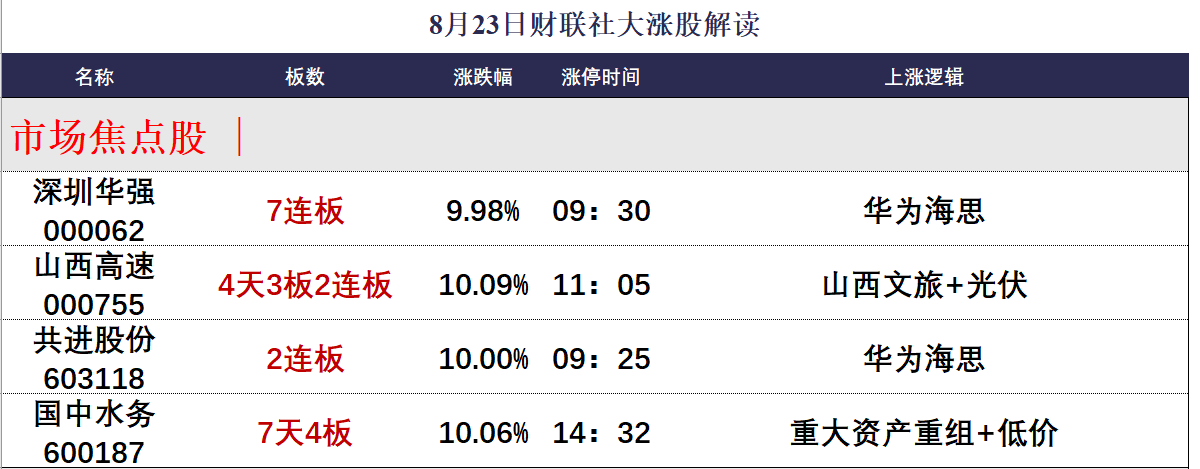 8月23日财联社大涨股解读
名称 板数 涨跌幅 涨停时间 上涨逻辑
市场焦点股 ｜
深圳华强
000062 7连板 9.98% 09：30 华为海思
山西高速
000755 4天3板2连板 10.09% 11：05 山西文旅+光伏
共进股份
603118 2连板 10.00% 09：25 华为海思
国中水务
600187 7天4板 10.06% 14：32 重大资产重组+低价